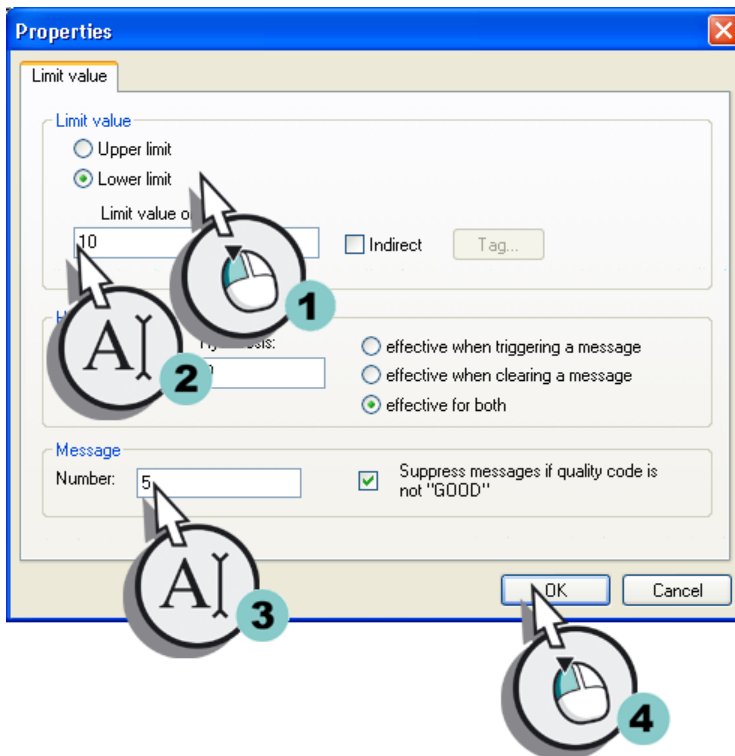 Properties
Limit value
Limit value
Upper limit
Lower limit
Limit value o
10
Indirect
Tag...
1
2
effective when triggering a message
effective when clearing a message
effective for both
Message
Number:
5
Suppress messages if quality code is
not "GOOD"
AI
AI
3
OK
Cancel
4